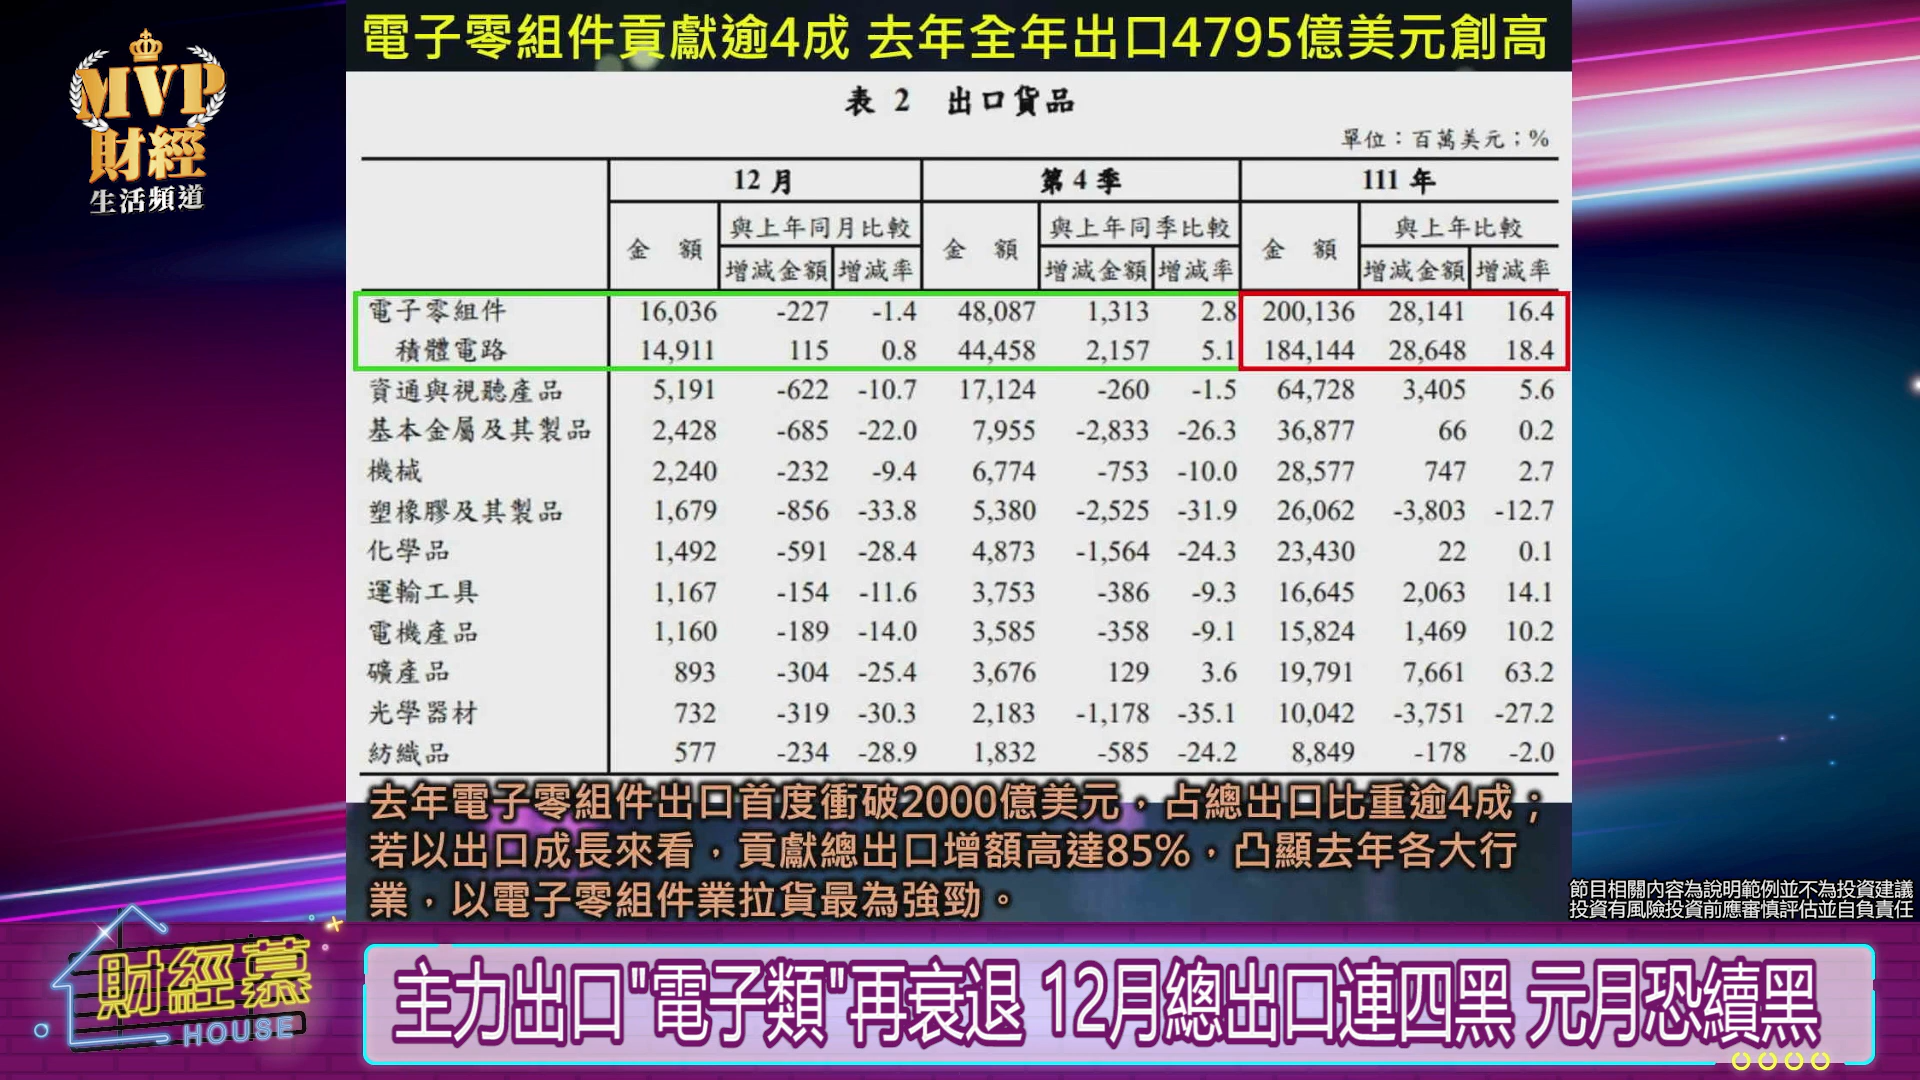 MVP
財經
生活頻道
電子零組件貢獻逾4成 去年全年出口4795億美元創高
表 2 出口貨品
單位：百萬美元；%
12 月 第 4 季 111 年
金 額 與上年同月比較 金 額 與上年同季比較 金 額 與上年比較
增減金額 增減率 增減金額 增減率 增減金額 增減率
電子零組件 16,036 -227 -1.4 48,087 1,313 2.8 200,136 28,141 16.4
積體電路 14,911 115 0.8 44,458 2,157 5.1 184,144 28,648 18.4
資通與視聽產品 5,191 -622 -10.7 17,124 -260 -1.5 64,728 3,405 5.6
基本金屬及其製品 2,428 -685 -22.0 7,955 -2,833 -26.3 36,877 66 0.2
機械 2,240 -232 -9.4 6,774 -753 -10.0 28,577 747 2.7
塑橡膠及其製品 1,679 -856 -33.8 5,380 -2,525 -31.9 26,062 -3,803 -12.7
化學品 1,492 -591 -28.4 4,873 -1,564 -24.3 23,430 22 0.1
運輸工具 1,167 -154 -11.6 3,753 -386 -9.3 16,645 2,063 14.1
電機產品 1,160 -189 -14.0 3,585 -358 -9.1 15,824 1,469 10.2
礦產品 893 -304 -25.4 3,676 129 3.6 19,791 7,661 63.2
光學器材 732 -319 -30.3 2,183 -1,178 -35.1 10,042 -3,751 -27.2
紡織品 577 -234 -28.9 1,832 -585 -24.2 8,849 -178 -2.0
去年電子零組件出口首度衝破2000億美元，占總出口比重逾4成；
若以出口成長來看，貢獻總出口增額高達85%，凸顯去年各大行
業，以電子零組件業拉貨最為強勁。
節目相關內容為說明範例並不為投資建議
投資有風險投資前應審慎評估並自負責任
財經慕
HOUSE
主力出口"電子類"再衰退 12月總出口連四黑 元月恐續黑